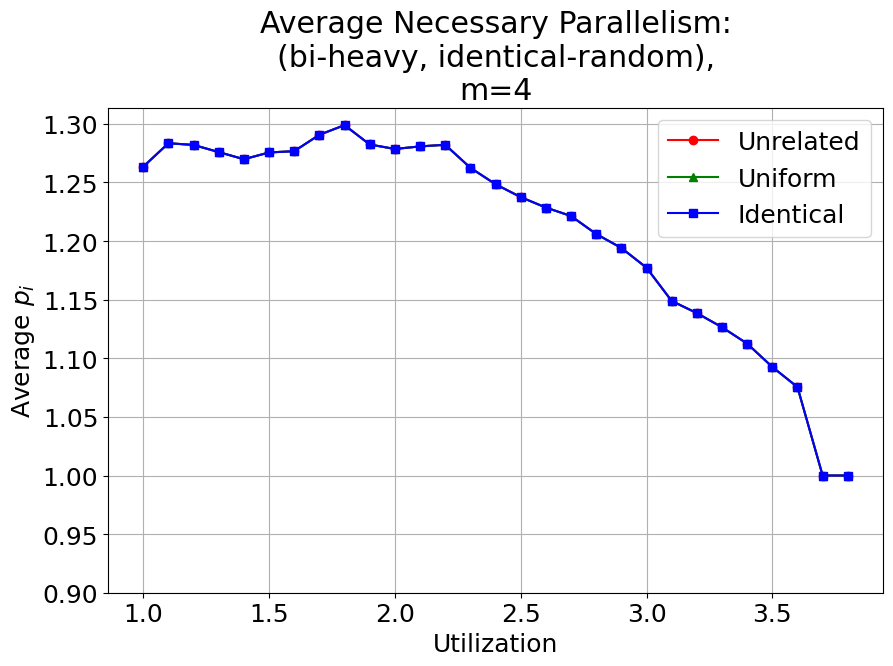 Average Necessary Parallelism:
(bi-heavy, identical-random),
m=4
Unrelated
Uniform
Identical
1.30
1.25
1.20
1.15
1.10
1.05
1.00
0.95
0.90
Average p_i
1.0 1.5 2.0 2.5 3.0 3.5
Utilization